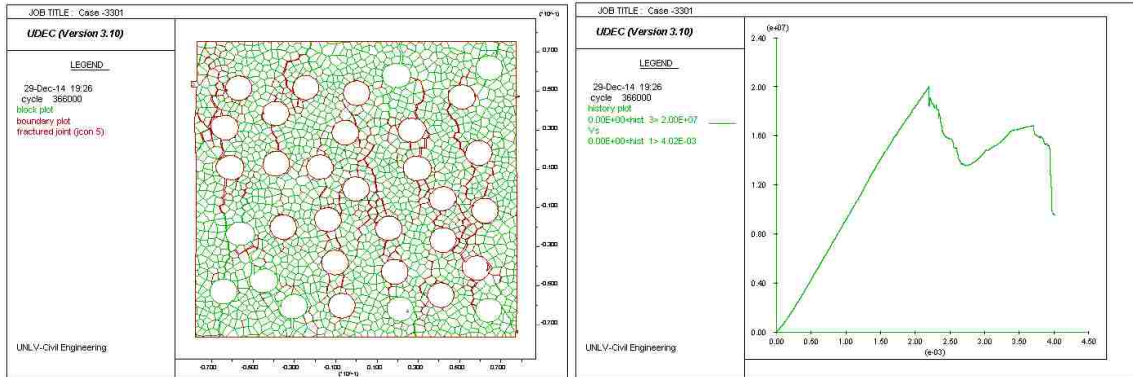 JOB TITLE : Case -3301
UDEC (Version 3.10)
LEGEND
29-Dec-14 19:26
cycle 366000
block plot
boundary plot
fractured joint (jcon 5)
UNLV-Civil Engineering
(*10^-1)
0.700
0.500
0.300
0.100
-0.100
-0.300
-0.500
-0.700
-0.700
-0.500
-0.300
-0.100
0.100
0.300
0.500
0.700
(*10^-1)
JOB TITLE : Case -3301
UDEC (Version 3.10)
LEGEND
29-Dec-14 19:26
cycle 366000
history plot
0.00E+00<hist 3> 2.00E+07
Vs
0.00E+00<hist 1> 4.02E-03
UNLV-Civil Engineering
(e+07)
2.40
2.00
1.60
1.20
0.80
0.40
0.00
0.00
0.50
1.00
1.50
2.00
2.50
3.00
3.50
4.00
4.50
(e-03)